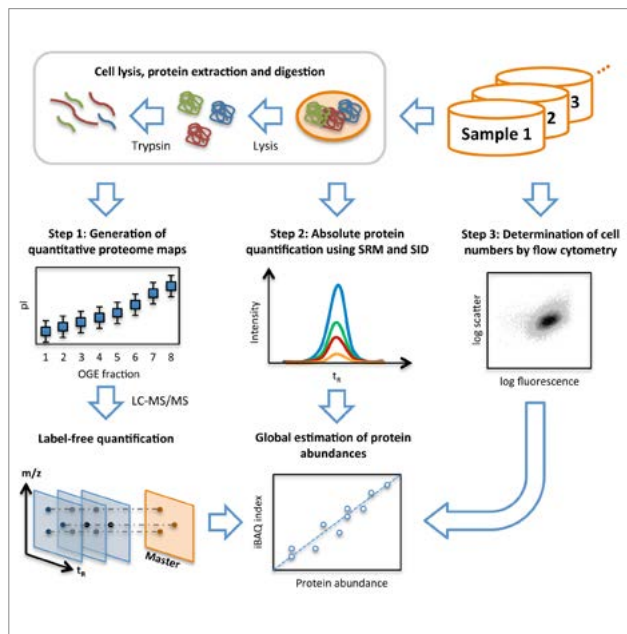 Cell lysis, protein extraction and digestion
Trypsin
Lysis
Sample 1
2
3
Step 1: Generation of
quantitative proteome maps
pI
1 2 3 4 5 6 7 8
OGE fraction
LC-MS/MS
Step 2: Absolute protein
quantification using SRM and SID
Intensity
tR
Step 3: Determination of cell
numbers by flow cytometry
log scatter
log fluorescence
Label-free quantification
m/z
tR
Master
Global estimation of protein
abundances
iBAQ index
Protein abundance